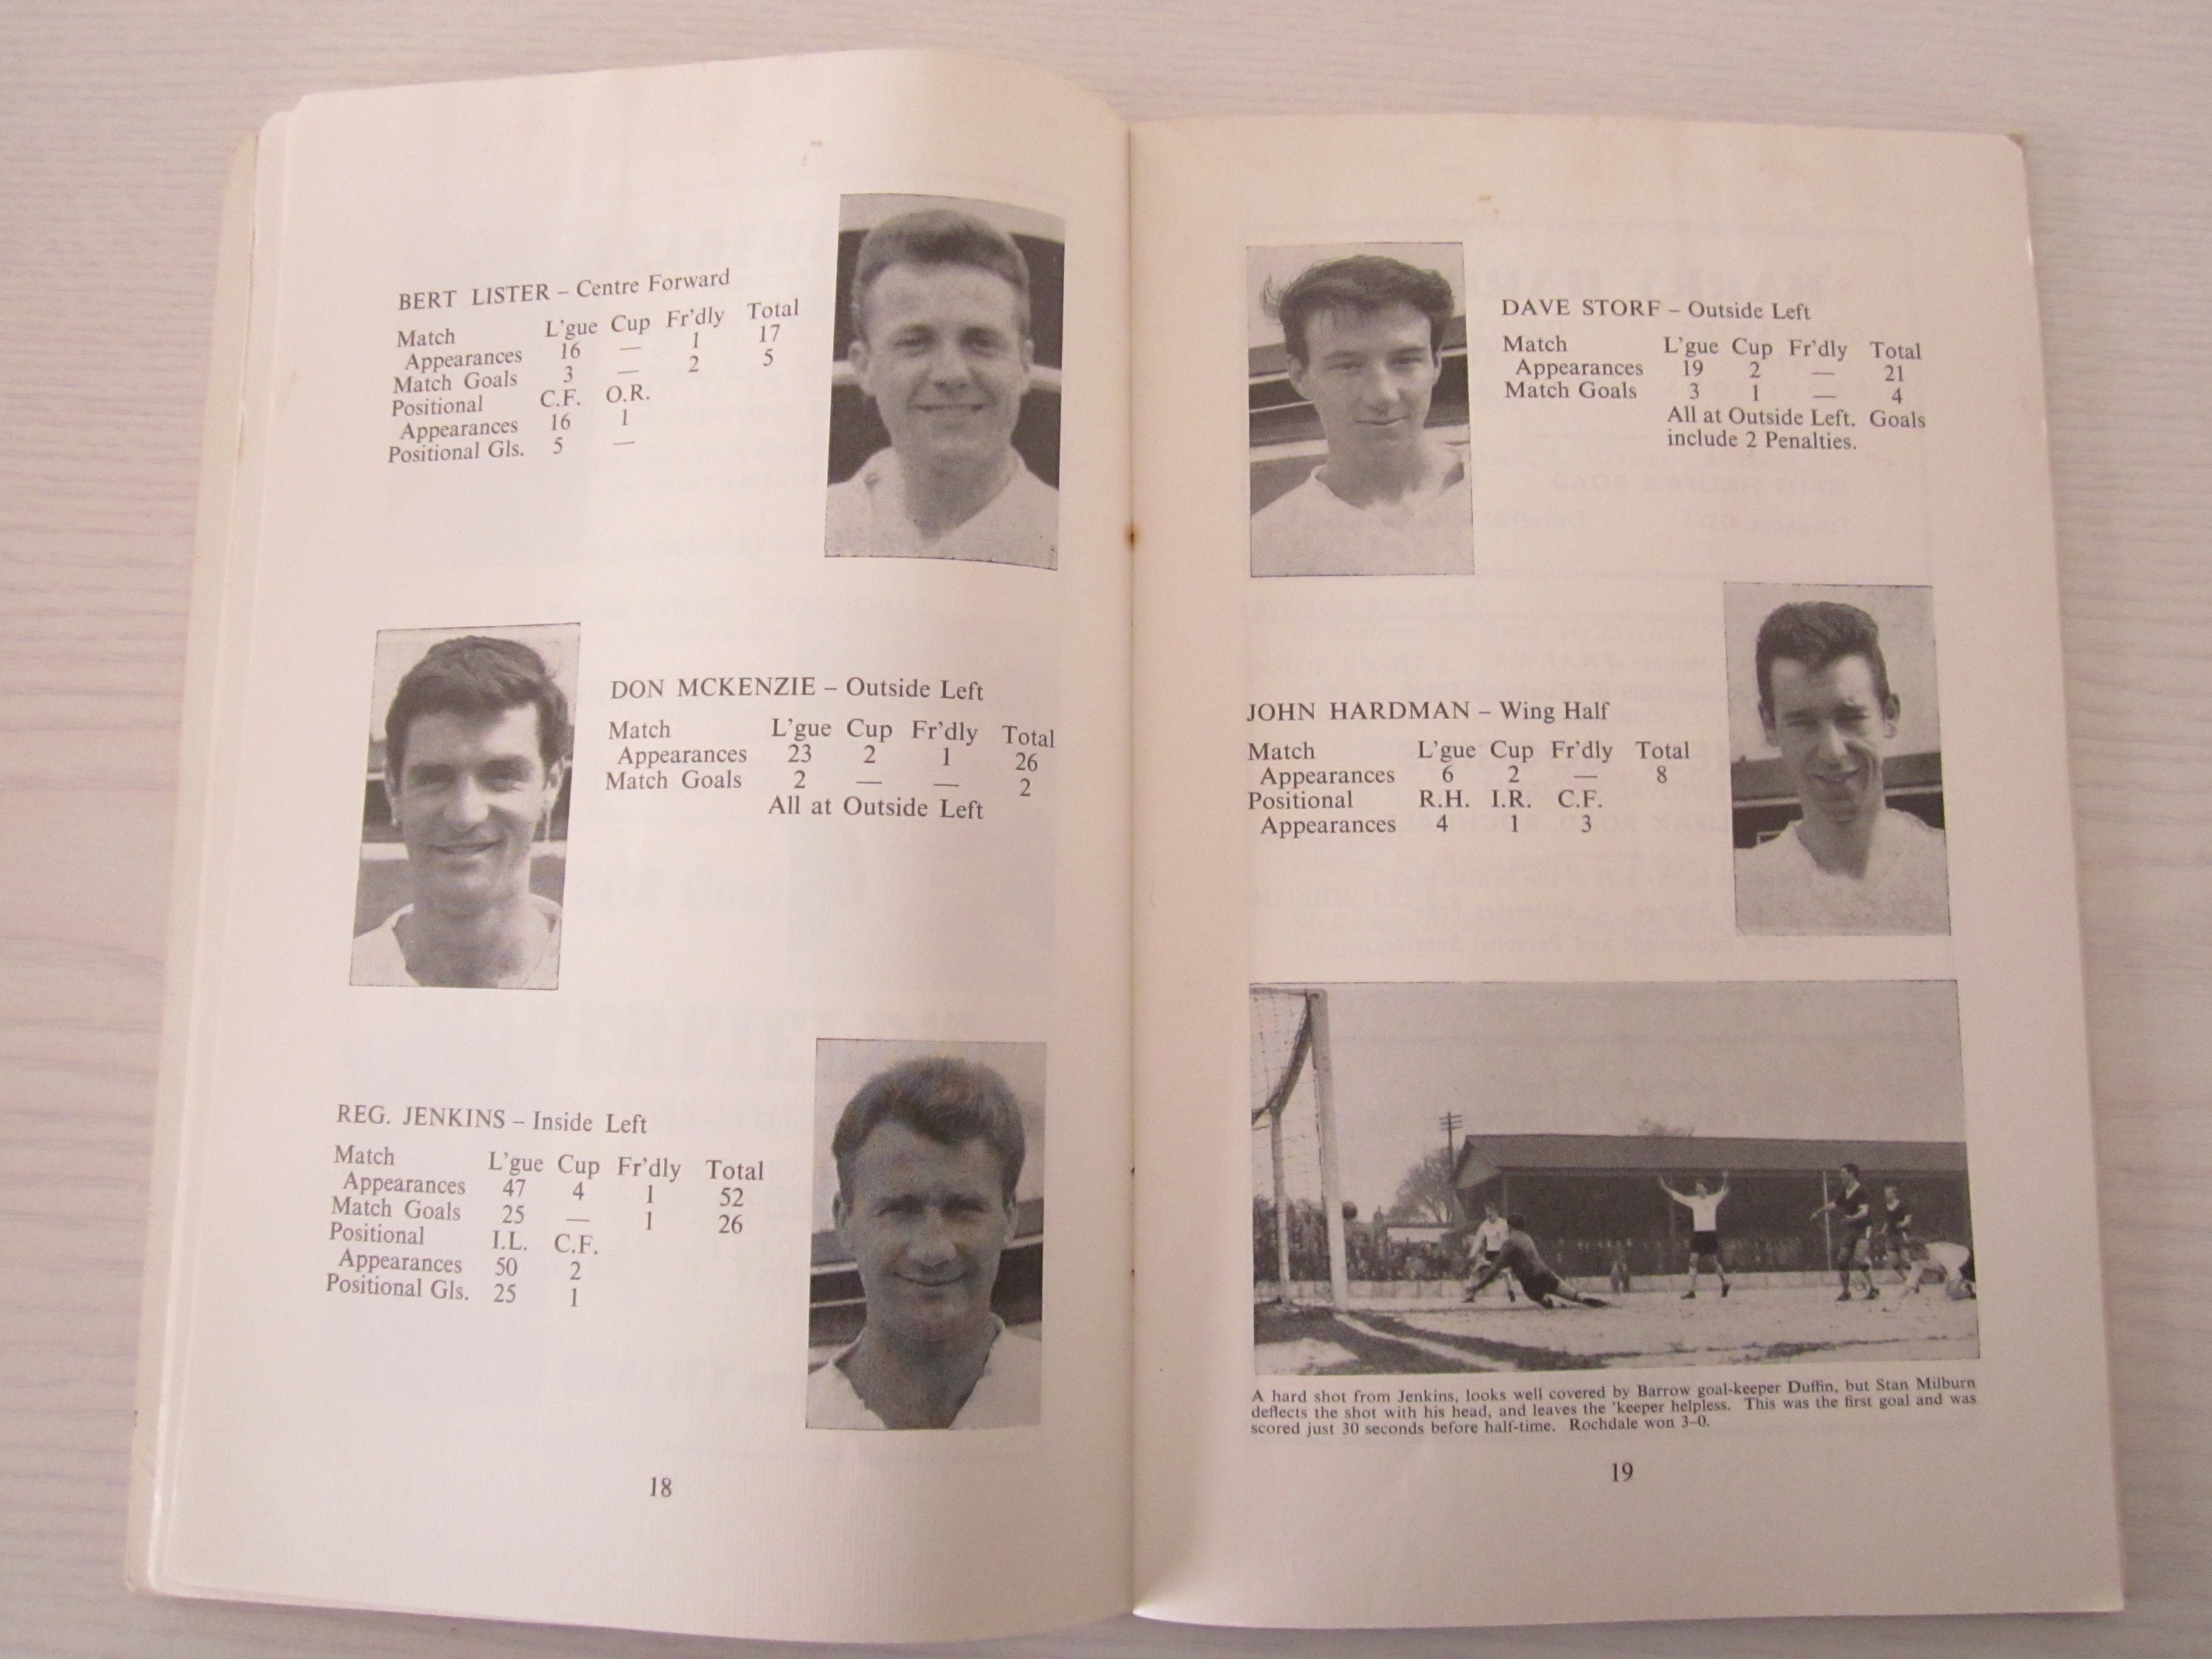 BERT LISTER – Centre Forward
Match L'gue Cup Fr'dly Total
Appearances 16 — 1 17
Match Goals 3 — 2 5
Positional C.F. O.R.
Appearances 16 1
Positional Gls. 5 —
DON MCKENZIE – Outside Left
Match L'gue Cup Fr'dly Total
Appearances 23 2 1 26
Match Goals 2 — — 2
All at Outside Left
REG. JENKINS – Inside Left
Match L'gue Cup Fr'dly Total
Appearances 47 4 1 52
Match Goals 25 — 1 26
Positional I.L. C.F.
Appearances 50 2
Positional Gls. 25 1
18
DAVE STORF – Outside Left
Match L'gue Cup Fr'dly Total
Appearances 19 2 — 21
Match Goals 3 1 — 4
All at Outside Left. Goals
include 2 Penalties.
JOHN HARDMAN – Wing Half
Match L'gue Cup Fr'dly Total
Appearances 6 2 — 8
Positional R.H. I.R. C.F.
Appearances 4 1 3
A hard shot from Jenkins, looks well covered by Barrow goal-keeper Duffin, but Stan Milburn
deflects the shot with his head, and leaves the 'keeper helpless. This was the first goal and was
scored just 30 seconds before half-time. Rochdale won 3–0.
19